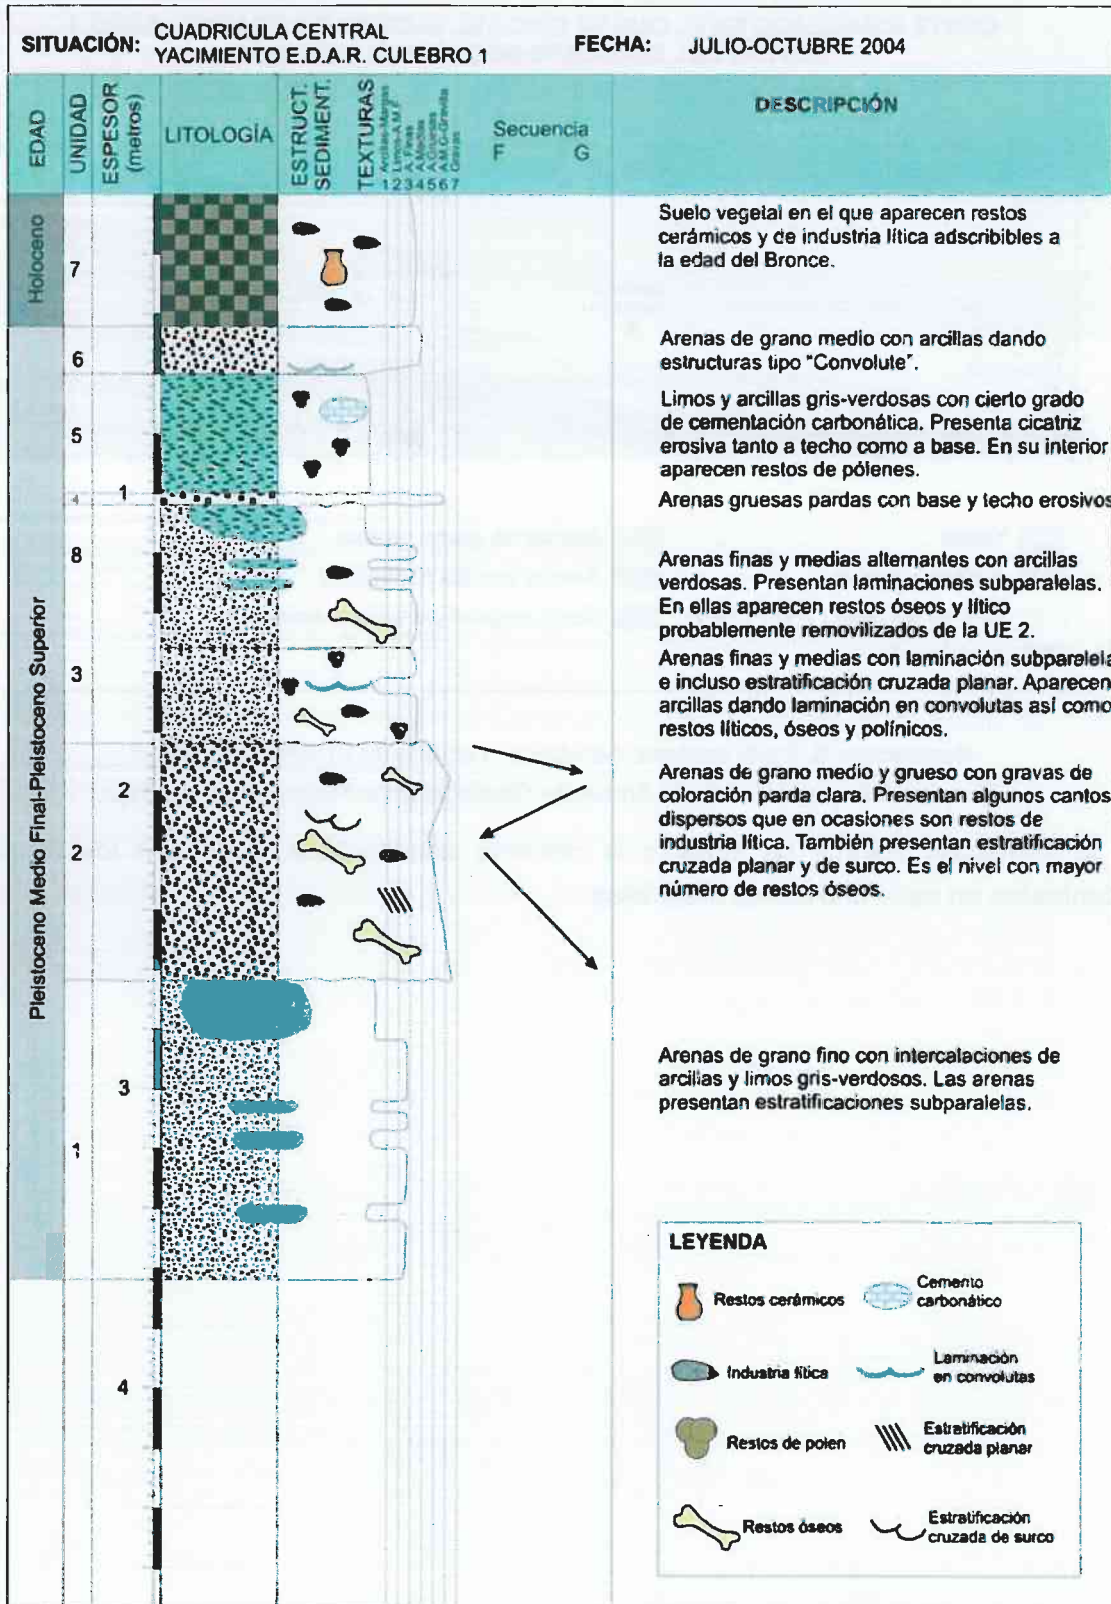 SITUACIÓN: CUADRICULA CENTRAL
YACIMIENTO E.D.A.R. CULEBRO 1
FECHA: JULIO-OCTUBRE 2004
EDAD
UNIDAD
ESPESOR
(metros)
LITOLOGÍA
ESTRUCT.
SEDIMENT.
TEXTURAS
Arcillas-Margas
Limos-A.M.F.
A. Finas
A. Medias
A. Gruesas
A.M.G-Gravilla
Gravas
1234567
Secuencia
F G
DESCRIPCIÓN
Holoceno
7
Suelo vegetal en el que aparecen restos
cerámicos y de industria lítica adscribibles a
la edad del Bronce.
Pleistoceno Medio Final-Pleistoceno Superior
6
Arenas de grano medio con arcillas dando
estructuras tipo "Convolute".
5
Limos y arcillas gris-verdosas con cierto grado
de cementación carbonática. Presenta cicatriz
erosiva tanto a techo como a base. En su interior
aparecen restos de pólenes.
4
1
Arenas gruesas pardas con base y techo erosivos
8
Arenas finas y medias alternantes con arcillas
verdosas. Presentan laminaciones subparalelas.
En ellas aparecen restos óseos y lítico
probablemente removilizados de la UE 2.
3
Arenas finas y medias con laminación subparalela
e incluso estratificación cruzada planar. Aparecen
arcillas dando laminación en convolutas así como
restos líticos, óseos y polínicos.
2
2
Arenas de grano medio y grueso con gravas de
coloración parda clara. Presentan algunos cantos
dispersos que en ocasiones son restos de
industria lítica. También presentan estratificación
cruzada planar y de surco. Es el nivel con mayor
número de restos óseos.
3
1
Arenas de grano fino con intercalaciones de
arcillas y limos gris-verdosos. Las arenas
presentan estratificaciones subparalelas.
4
LEYENDA
Restos cerámicos
Cemento
carbonático
Industria lítica
Laminación
en convolutas
Restos de polen
Estratificación
cruzada planar
Restos óseos
Estratificación
cruzada de surco